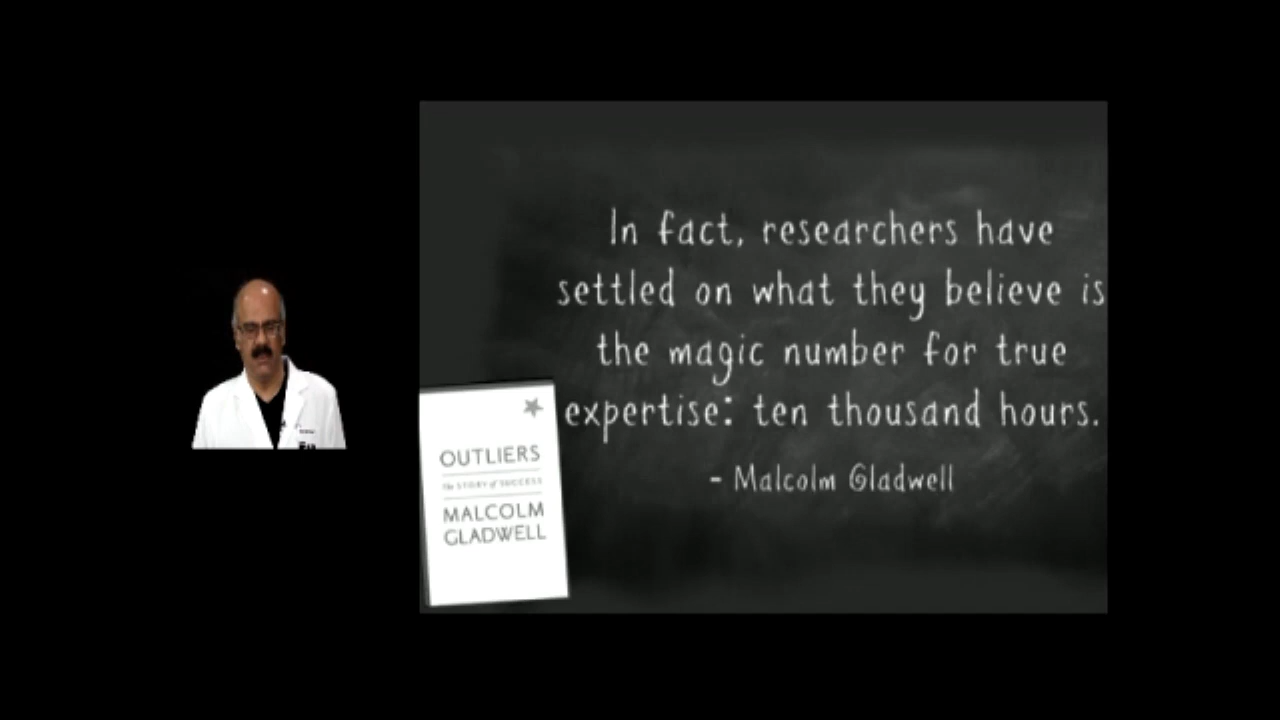 In fact, researchers have
settled on what they believe is
the magic number for true
expertise: ten thousand hours.
- Malcolm Gladwell
OUTLIERS
The STORY of SUCCESS
MALCOLM
GLADWELL